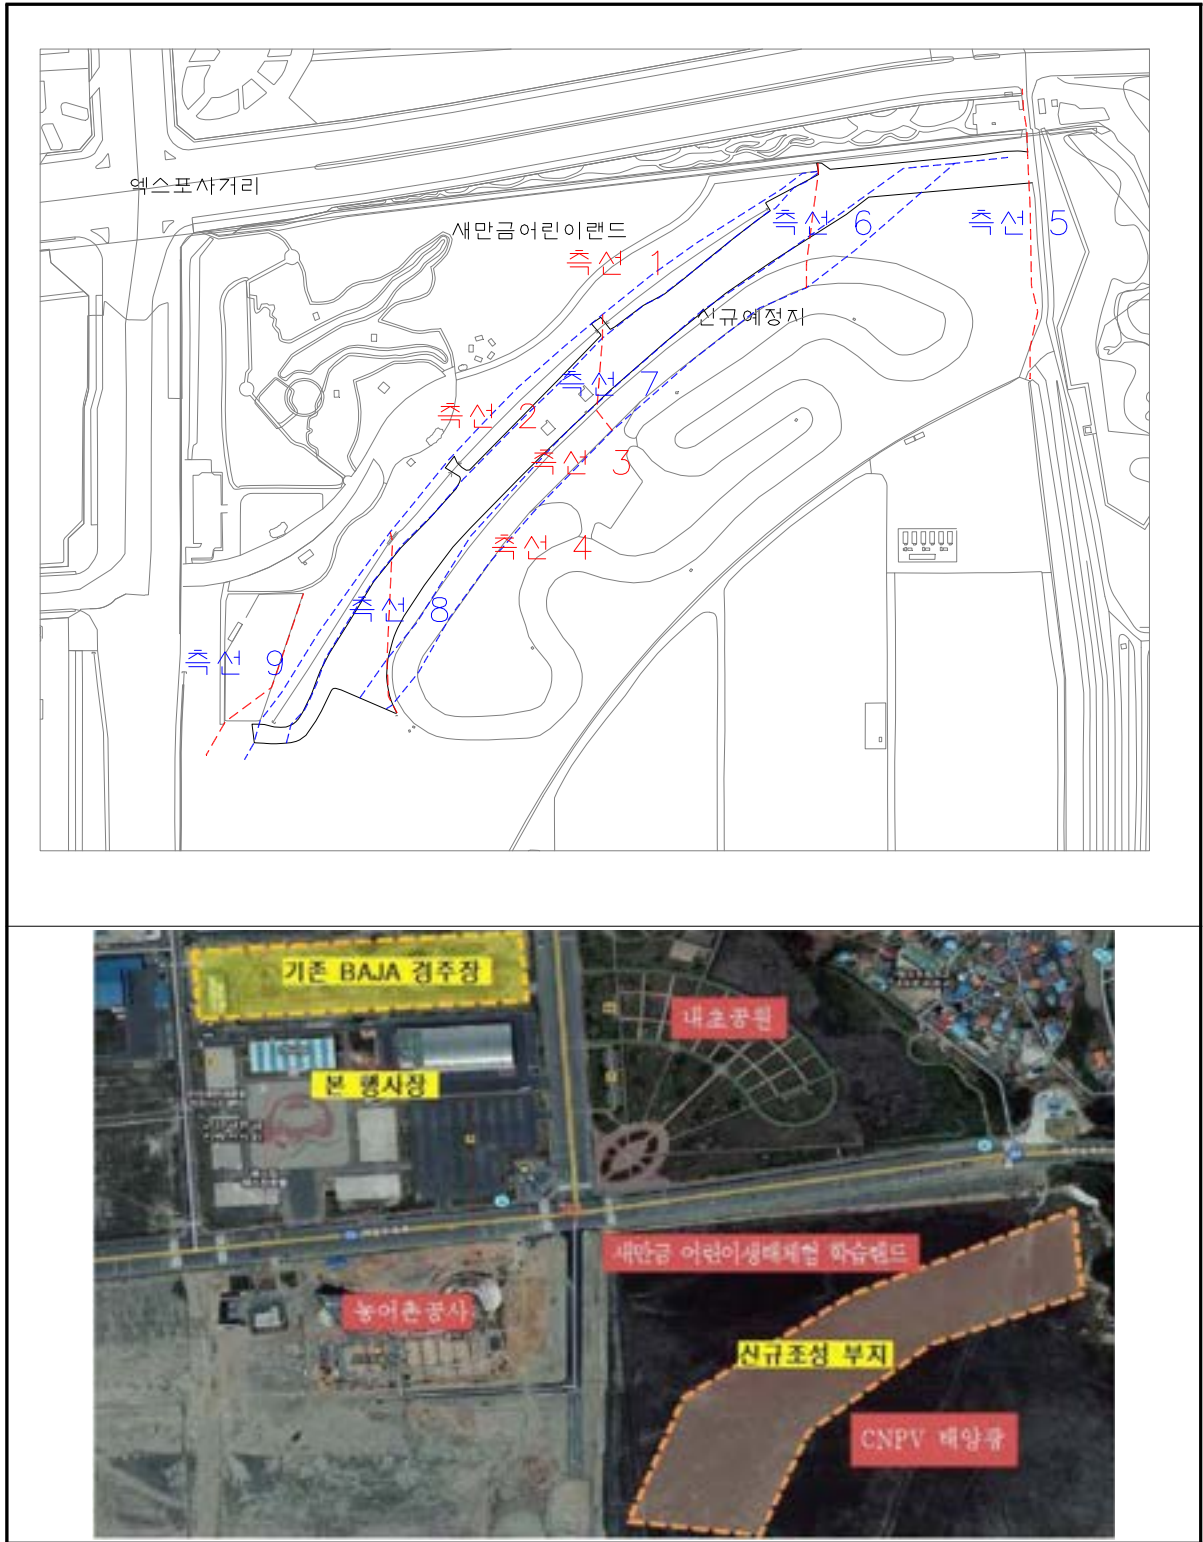 엑스포사거리
새만금어린이랜드
측선 1
측선 6
측선 5
신규예정지
측선 7
측선 2
측선 3
측선 4
측선 8
측선 9
기존 BAJA 경주장
내초공원
본 행사장
새만금 어린이생태체험 학습랜드
농어촌공사
신규조성 부지
CNPV 태양광